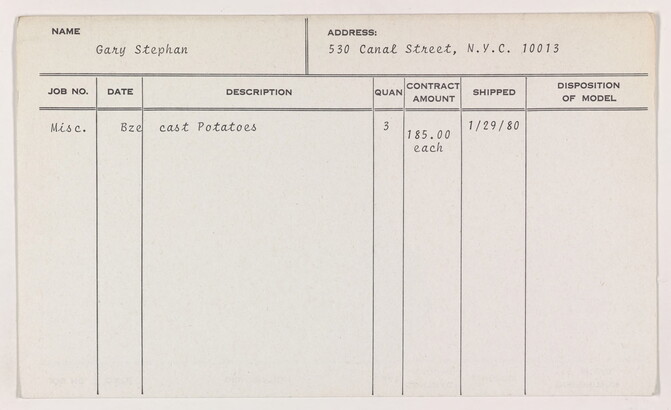 NAME
Gary Stephan
ADDRESS:
530 Canal Street, N.Y.C. 10013
JOB NO. DATE DESCRIPTION QUAN CONTRACT AMOUNT SHIPPED DISPOSITION OF MODEL
Misc. Bze cast Potatoes 3 185.00 1/29/80
each